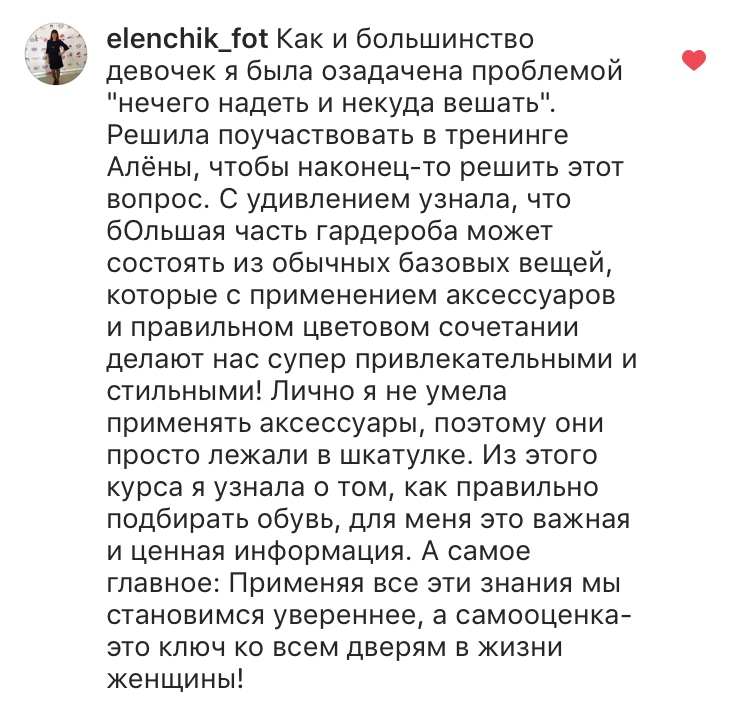 elenchik_fot Как и большинство
девочек я была озадачена проблемой
"нечего надеть и некуда вешать".
Решила поучаствовать в тренинге
Алёны, чтобы наконец-то решить этот
вопрос. С удивлением узнала, что
бОльшая часть гардероба может
состоять из обычных базовых вещей,
которые с применением аксессуаров
и правильном цветовом сочетании
делают нас супер привлекательными и
стильными! Лично я не умела
применять аксессуары, поэтому они
просто лежали в шкатулке. Из этого
курса я узнала о том, как правильно
подбирать обувь, для меня это важная
и ценная информация. А самое
главное: Применяя все эти знания мы
становимся увереннее, а самооценка-
это ключ ко всем дверям в жизни
женщины!